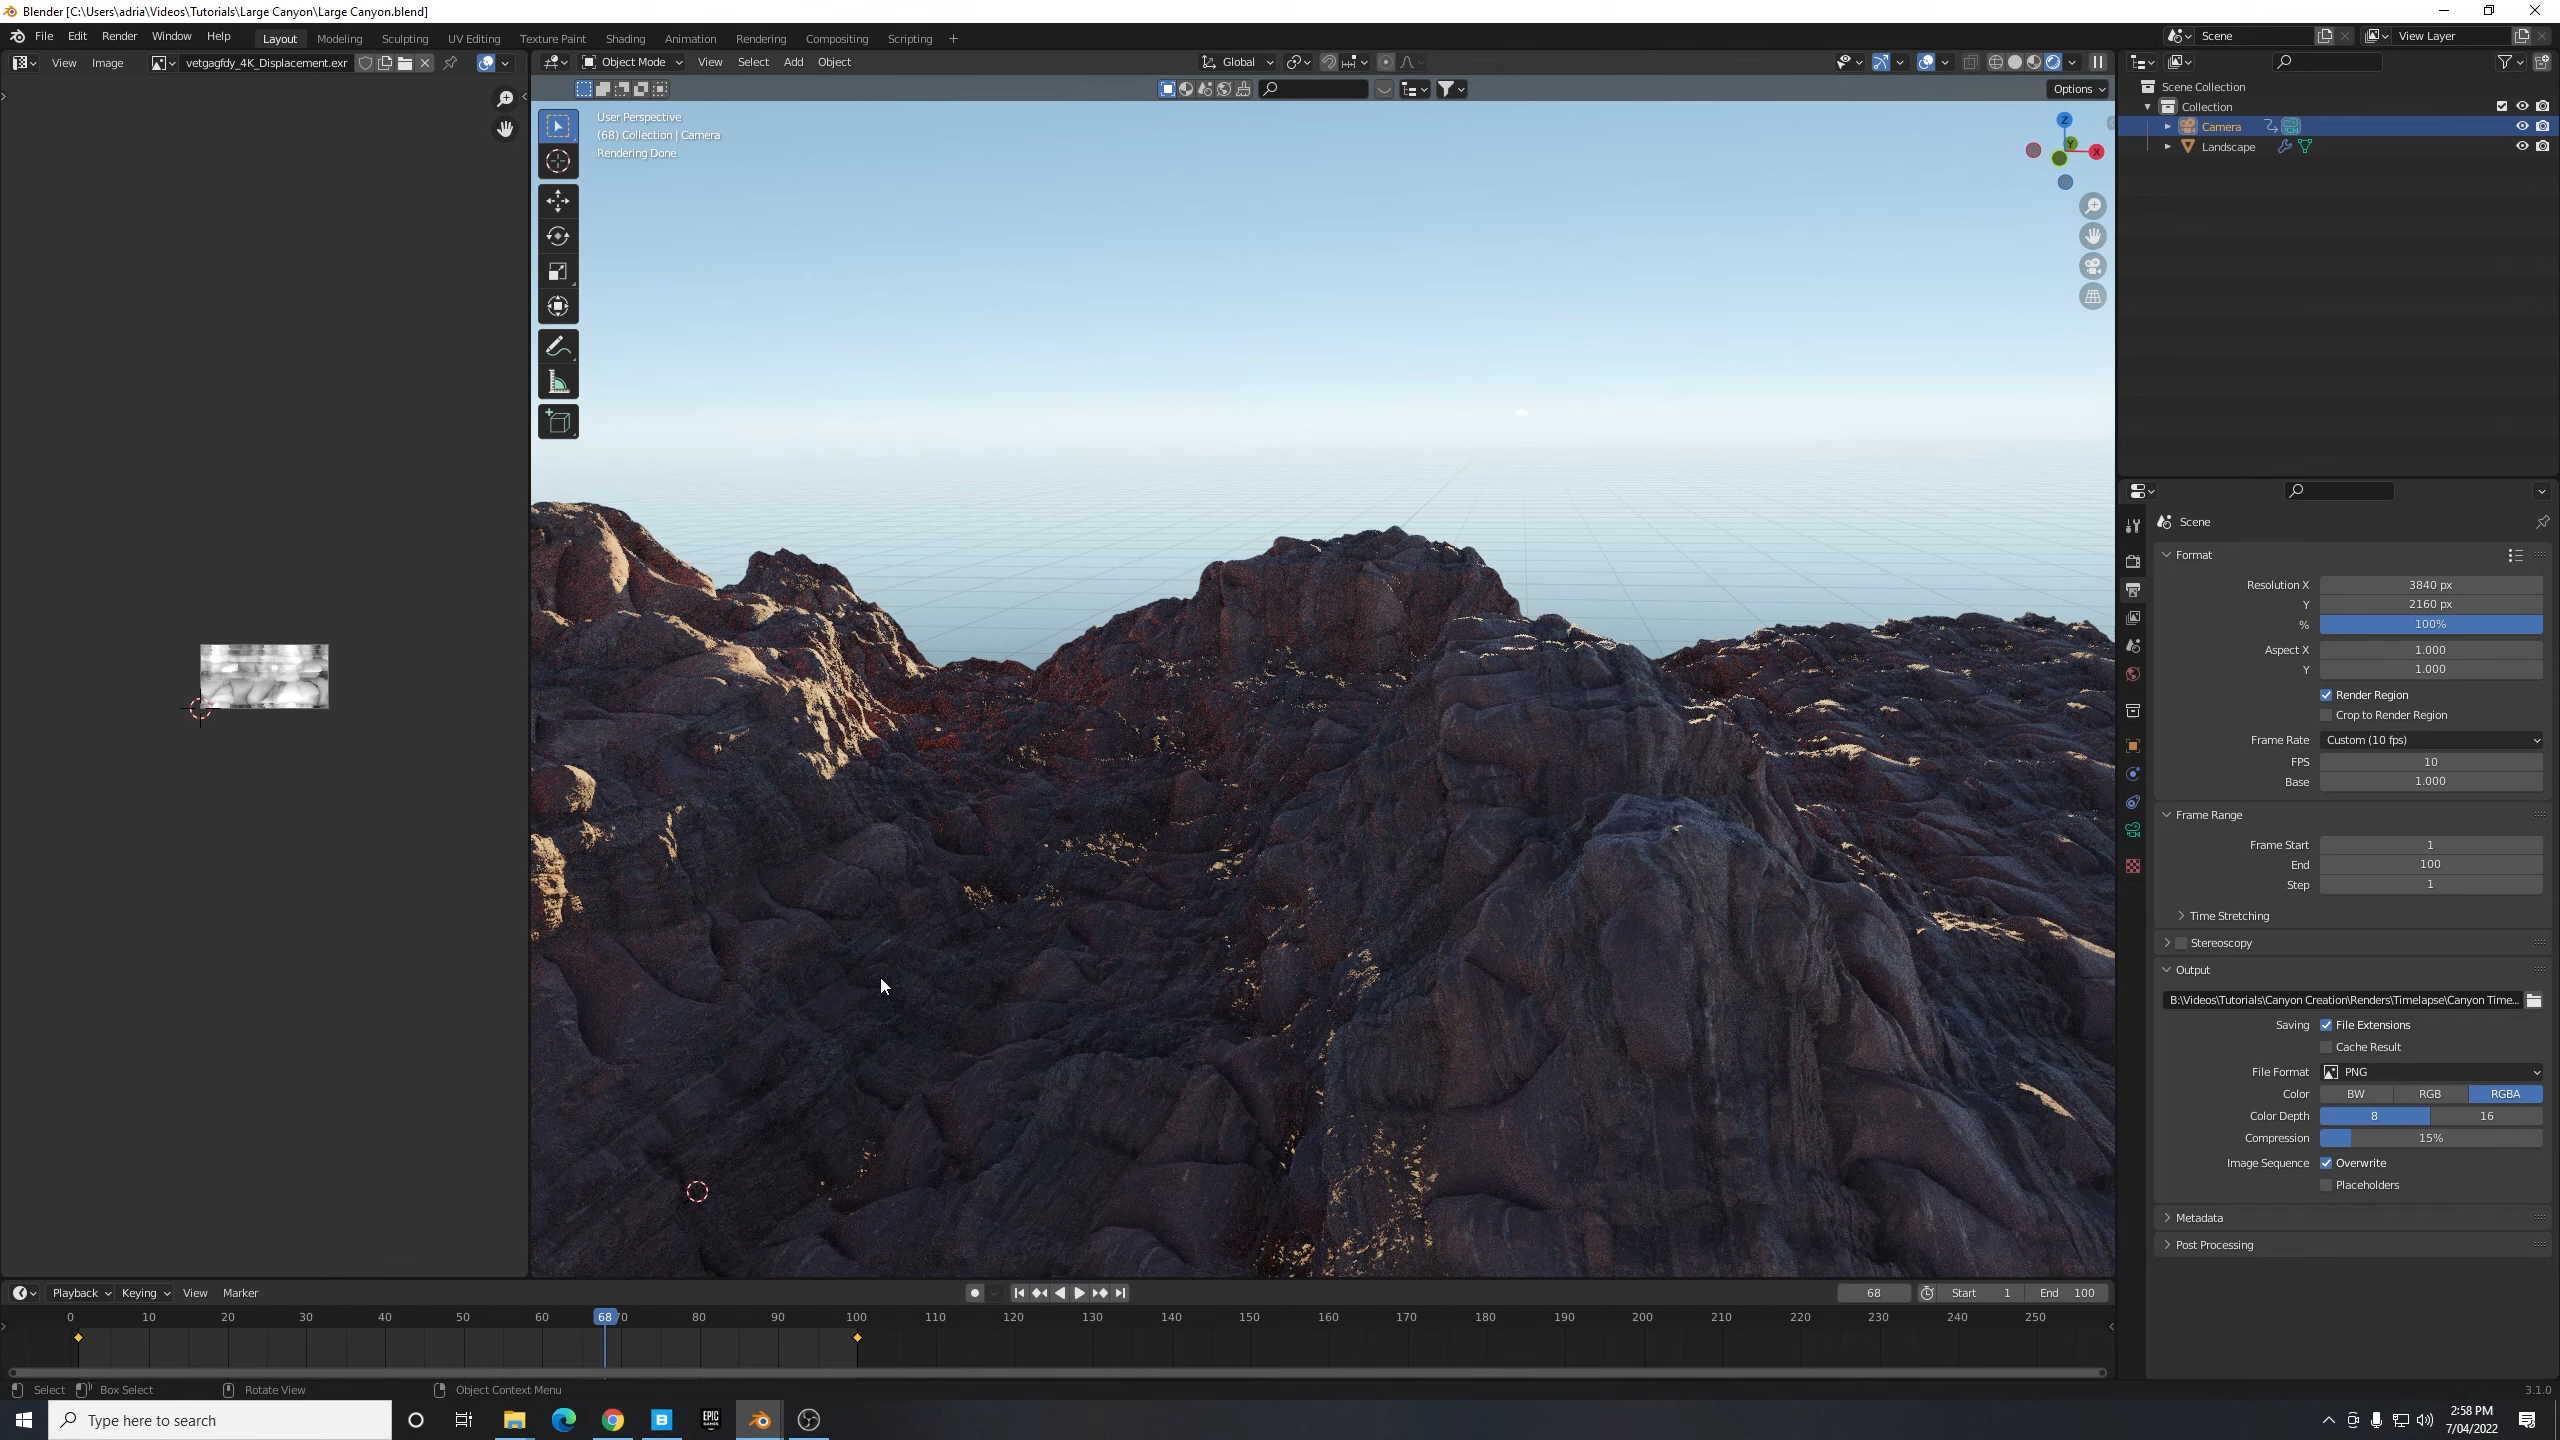 Blender [C:\Users\adria\Videos\Tutorials\Large Canyon\Large Canyon.blend]
File Edit Render Window Help
Layout Modeling Sculpting UV Editing Texture Paint Shading Animation Rendering Compositing Scripting +
Scene
View Layer
View Image
vetgagfdy_4K_Displacement.exr
Object Mode View Select Add Object
Global
Options
User Perspective
(68) Collection | Camera
Rendering Done
Z
Y
X
Scene Collection
Collection
Camera
Landscape
Scene
Format
Resolution X 3840 px
Y 2160 px
% 100%
Aspect X 1.000
Y 1.000
Render Region
Crop to Render Region
Frame Rate Custom (10 fps)
FPS 10
Base 1.000
Frame Range
Frame Start 1
End 100
Step 1
Time Stretching
Stereoscopy
Output
B:\Videos\Tutorials\Canyon Creation\Renders\Timelapse\Canyon Time...
Saving File Extensions
Cache Result
File Format PNG
Color BW RGB RGBA
Color Depth 8 16
Compression 15%
Image Sequence Overwrite
Placeholders
Metadata
Post Processing
Playback Keying View Marker
68 Start 1 End 100
0 10 20 30 40 50 60 68 70 80 90 100 110 120 130 140 150 160 170 180 190 200 210 220 230 240 250
Select Box Select Rotate View Object Context Menu
3.1.0
Type here to search
B
EPIC GAMES
2:58 PM
7/04/2022